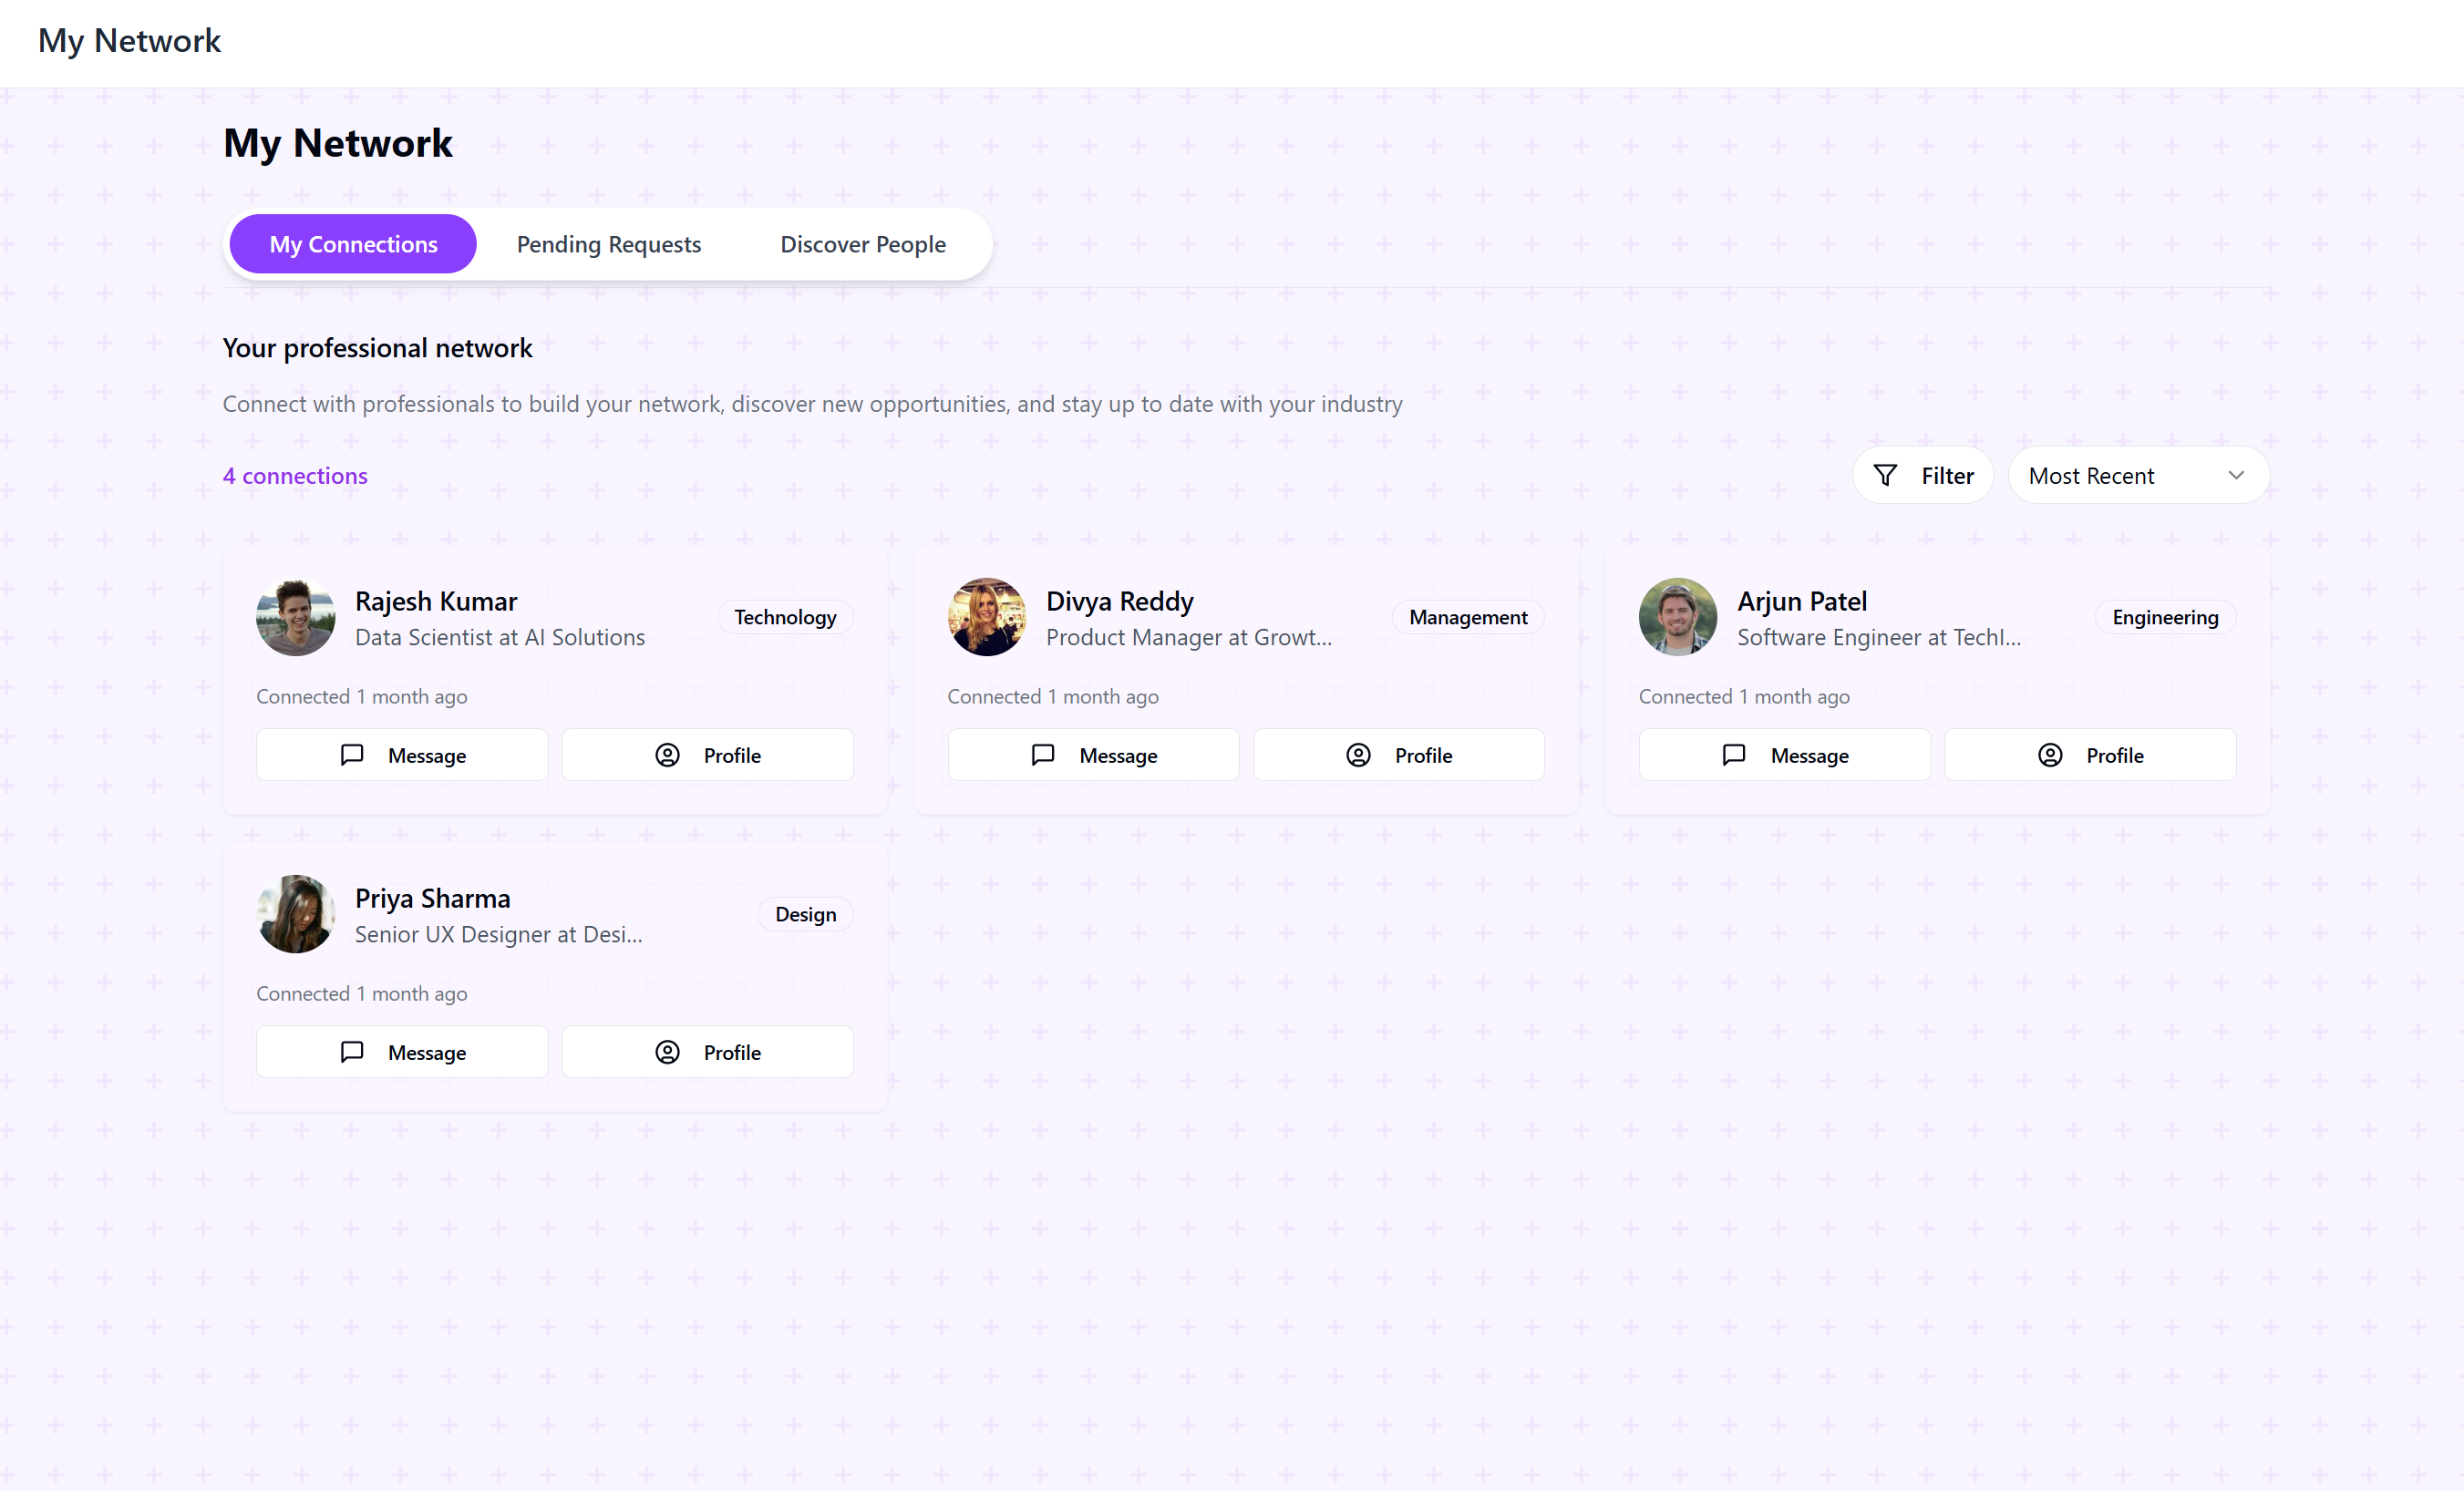 My Network
My Network
My Connections
Pending Requests
Discover People
Your professional network
Connect with professionals to build your network, discover new opportunities, and stay up to date with your industry
4 connections
Filter
Most Recent
Rajesh Kumar
Data Scientist at AI Solutions
Technology
Connected 1 month ago
Message
Profile
Divya Reddy
Product Manager at Growt...
Management
Connected 1 month ago
Message
Profile
Arjun Patel
Software Engineer at TechI...
Engineering
Connected 1 month ago
Message
Profile
Priya Sharma
Senior UX Designer at Desi...
Design
Connected 1 month ago
Message
Profile